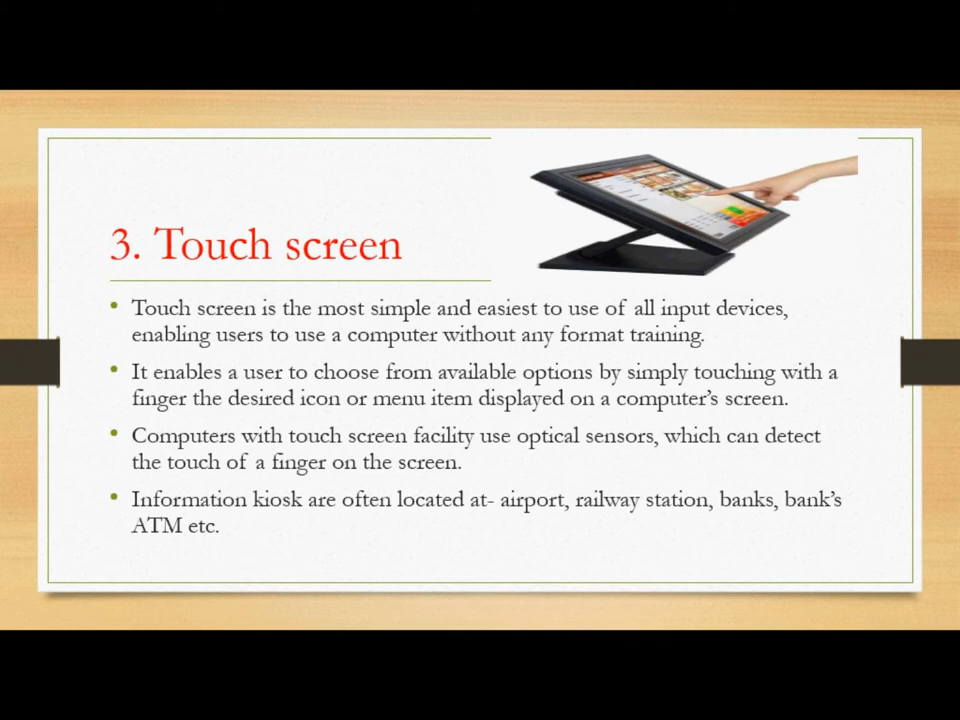 3. Touch screen
• Touch screen is the most simple and easiest to use of all input devices,
enabling users to use a computer without any format training.
• It enables a user to choose from available options by simply touching with a
finger the desired icon or menu item displayed on a computer’s screen.
• Computers with touch screen facility use optical sensors, which can detect
the touch of a finger on the screen.
• Information kiosk are often located at- airport, railway station, banks, bank’s
ATM etc.